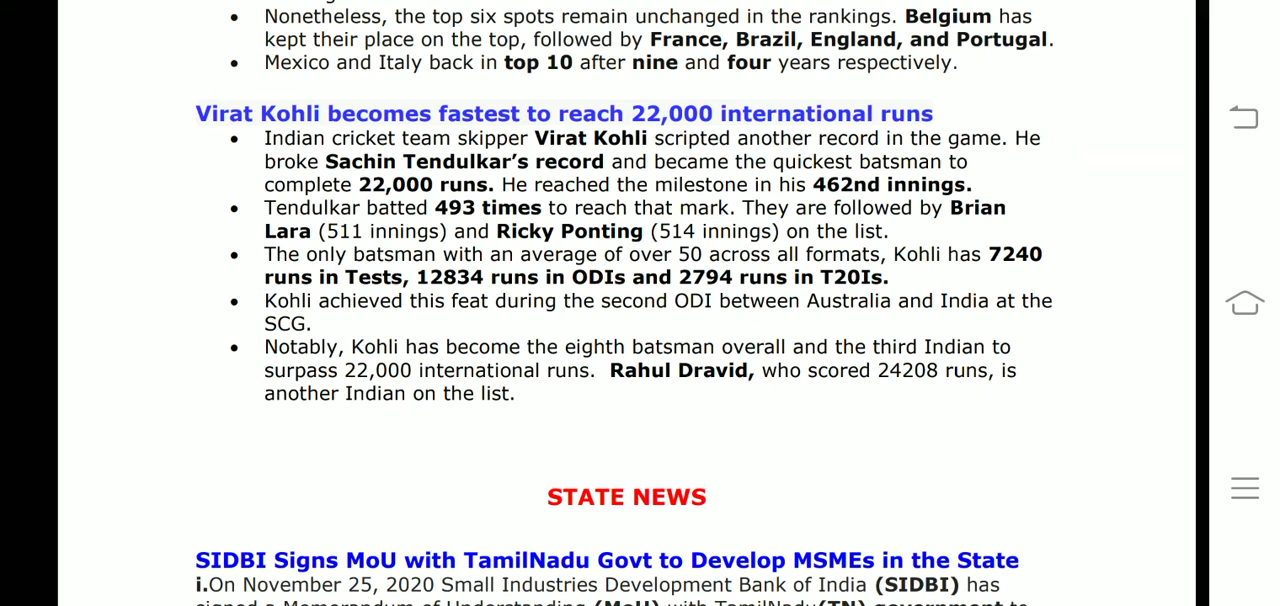 Nonetheless, the top six spots remain unchanged in the rankings. Belgium has
kept their place on the top, followed by France, Brazil, England, and Portugal.
Mexico and Italy back in top 10 after nine and four years respectively.
Virat Kohli becomes fastest to reach 22,000 international runs
Indian cricket team skipper Virat Kohli scripted another record in the game. He
broke Sachin Tendulkar's record and became the quickest batsman to
complete 22,000 runs. He reached the milestone in his 462nd innings.
Tendulkar batted 493 times to reach that mark. They are followed by Brian
Lara (511 innings) and Ricky Ponting (514 innings) on the list.
The only batsman with an average of over 50 across all formats, Kohli has 7240
runs in Tests, 12834 runs in ODIs and 2794 runs in T20Is.
Kohli achieved this feat during the second ODI between Australia and India at the
SCG.
Notably, Kohli has become the eighth batsman overall and the third Indian to
surpass 22,000 international runs. Rahul Dravid, who scored 24208 runs, is
another Indian on the list.
STATE NEWS
SIDBI Signs MoU with TamilNadu Govt to Develop MSMEs in the State
i.On November 25, 2020 Small Industries Development Bank of India (SIDBI) has
signed a Memorandum of Understanding (MoU) with TamilNadu(TN) government to